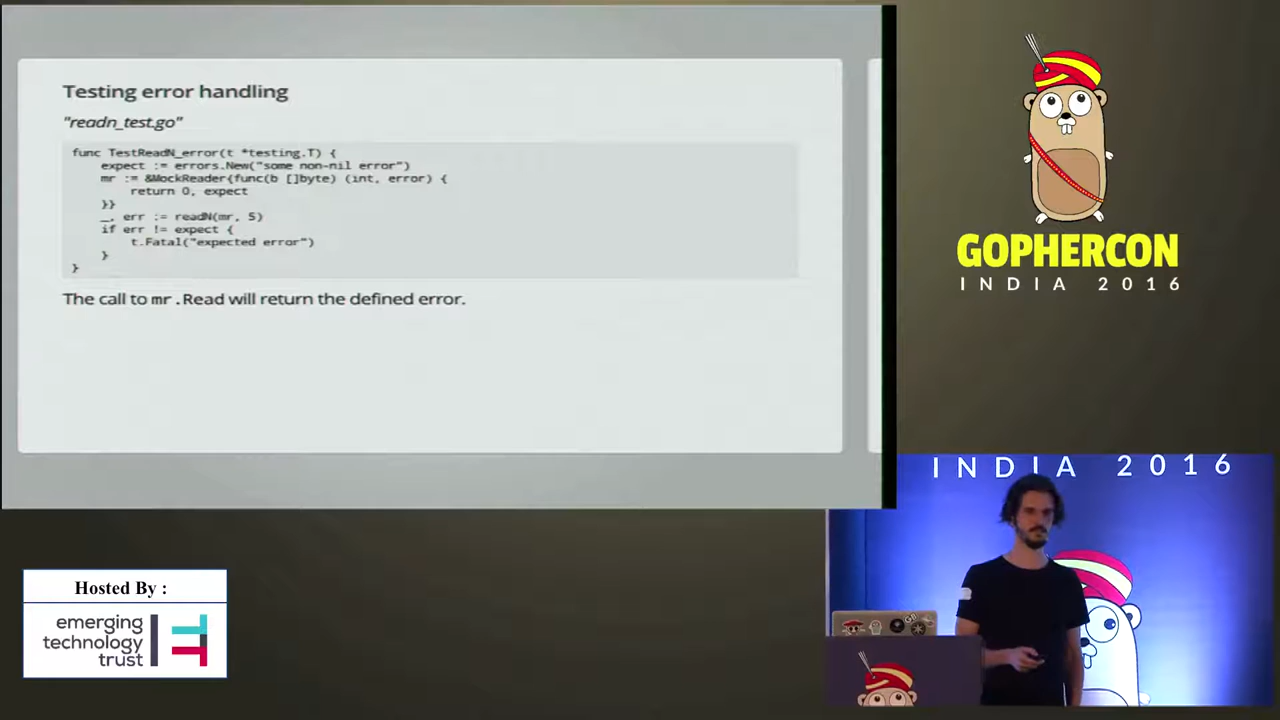 Testing error handling
"readn_test.go"
func TestReadN_error(t *testing.T) {
expect := errors.New("some non-nil error")
mr := &MockReader{func(b []byte) (int, error) {
return 0, expect
}}
_, err := readN(mr, 5)
if err != expect {
t.Fatal("expected error")
}
}
The call to mr.Read will return the defined error.
GOPHERCON
INDIA 2016
INDIA 2016
Hosted By :
emerging
technology
trust